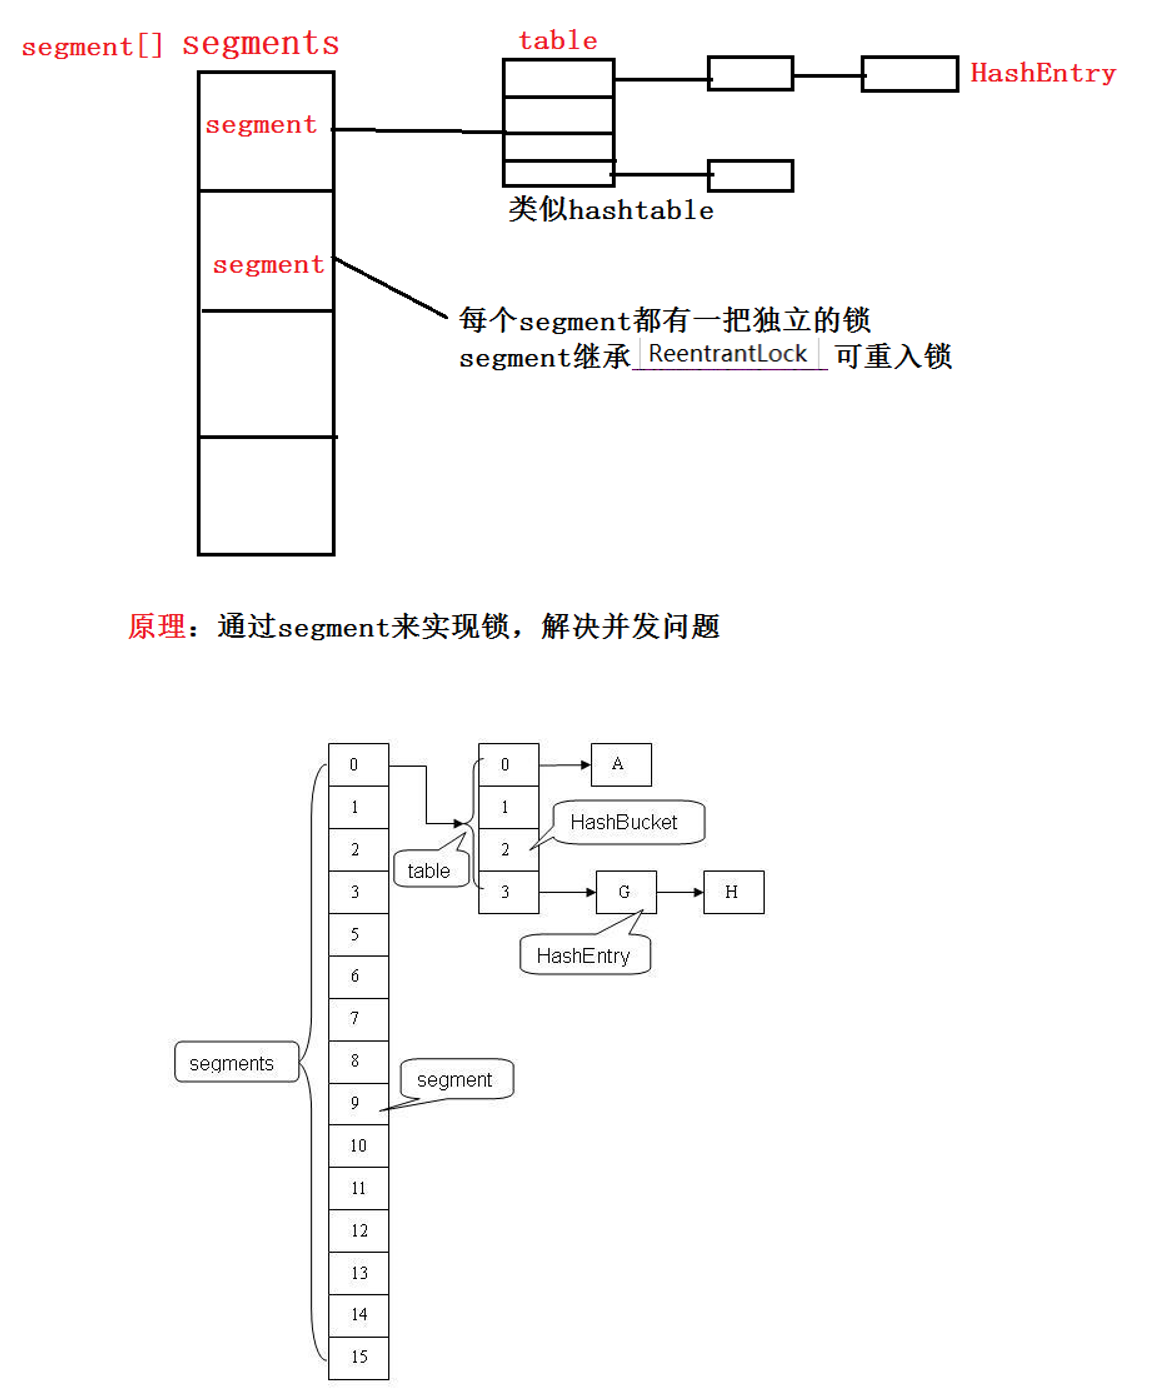 segment[] segments
table
HashEntry
segment
类似hashtable
segment
每个segment都有一把独立的锁
segment继承 ReentrantLock 可重入锁
原理：通过segment来实现锁，解决并发问题
0
0
A
1
1
HashBucket
2
2
table
3
3
G
H
5
HashEntry
6
7
8
segments
segment
9
10
11
12
13
14
15